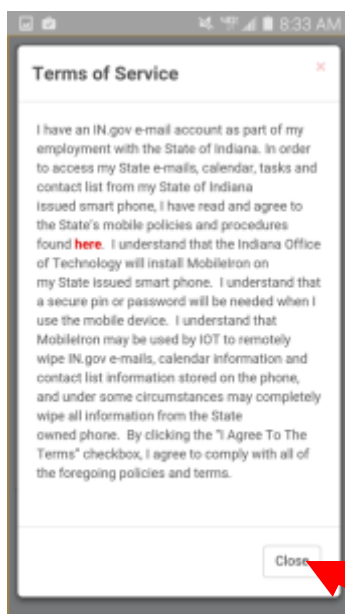 8:33 AM
Terms of Service ×
I have an IN.gov e-mail account as part of my
employment with the State of Indiana. In order
to access my State e-mails, calendar, tasks and
contact list from my State of Indiana
issued smart phone, I have read and agree to
the State's mobile policies and procedures
found here.  I understand that the Indiana Office
of Technology will install MobileIron on
my State issued smart phone.  I understand that
a secure pin or password will be needed when I
use the mobile device.  I understand that
MobileIron may be used by IOT to remotely
wipe IN.gov e-mails, calendar information and
contact list information stored on the phone,
and under some circumstances may completely
wipe all information from the State
owned phone.  By clicking the "I Agree To The
Terms" checkbox, I agree to comply with all of
the foregoing policies and terms.
Close